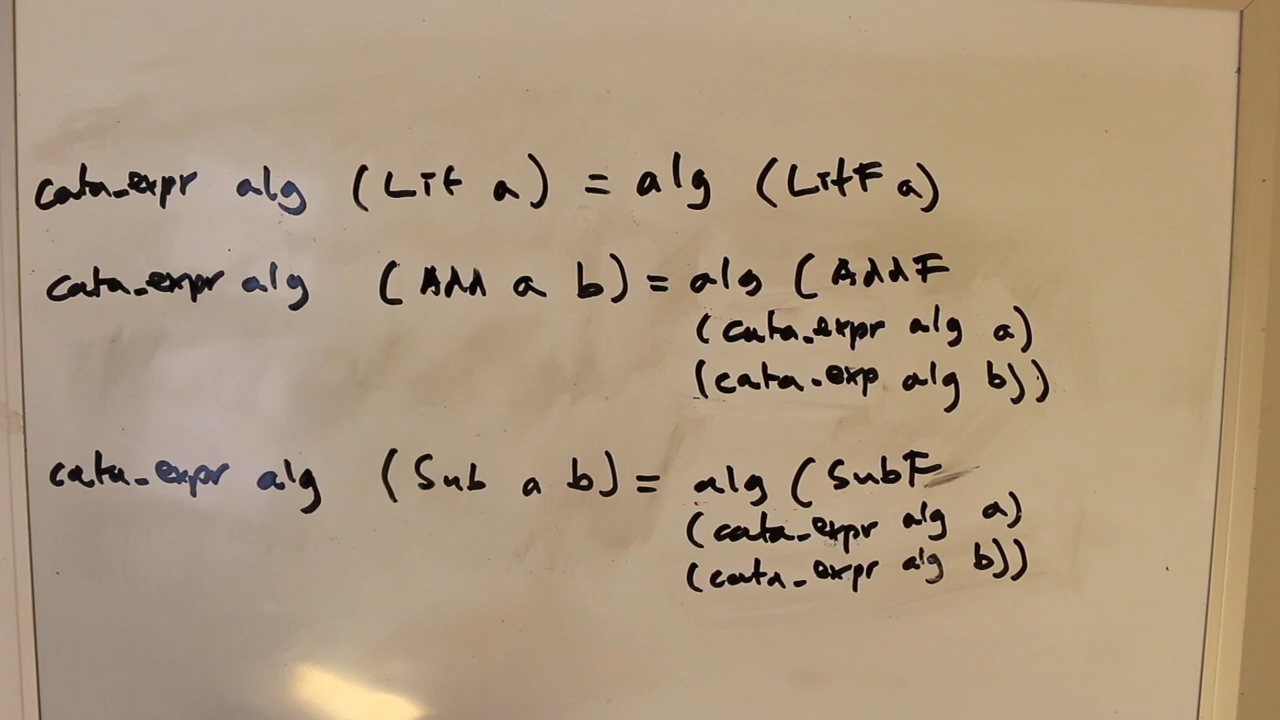 cata_expr alg (Lit a) = alg (LitF a)
cata_expr alg (Add a b) = alg (AddF
(cata_expr alg a)
(cata_exp alg b))
cata_expr alg (Sub a b) = alg (SubF
(cata_expr alg a)
(cata_expr alg b))